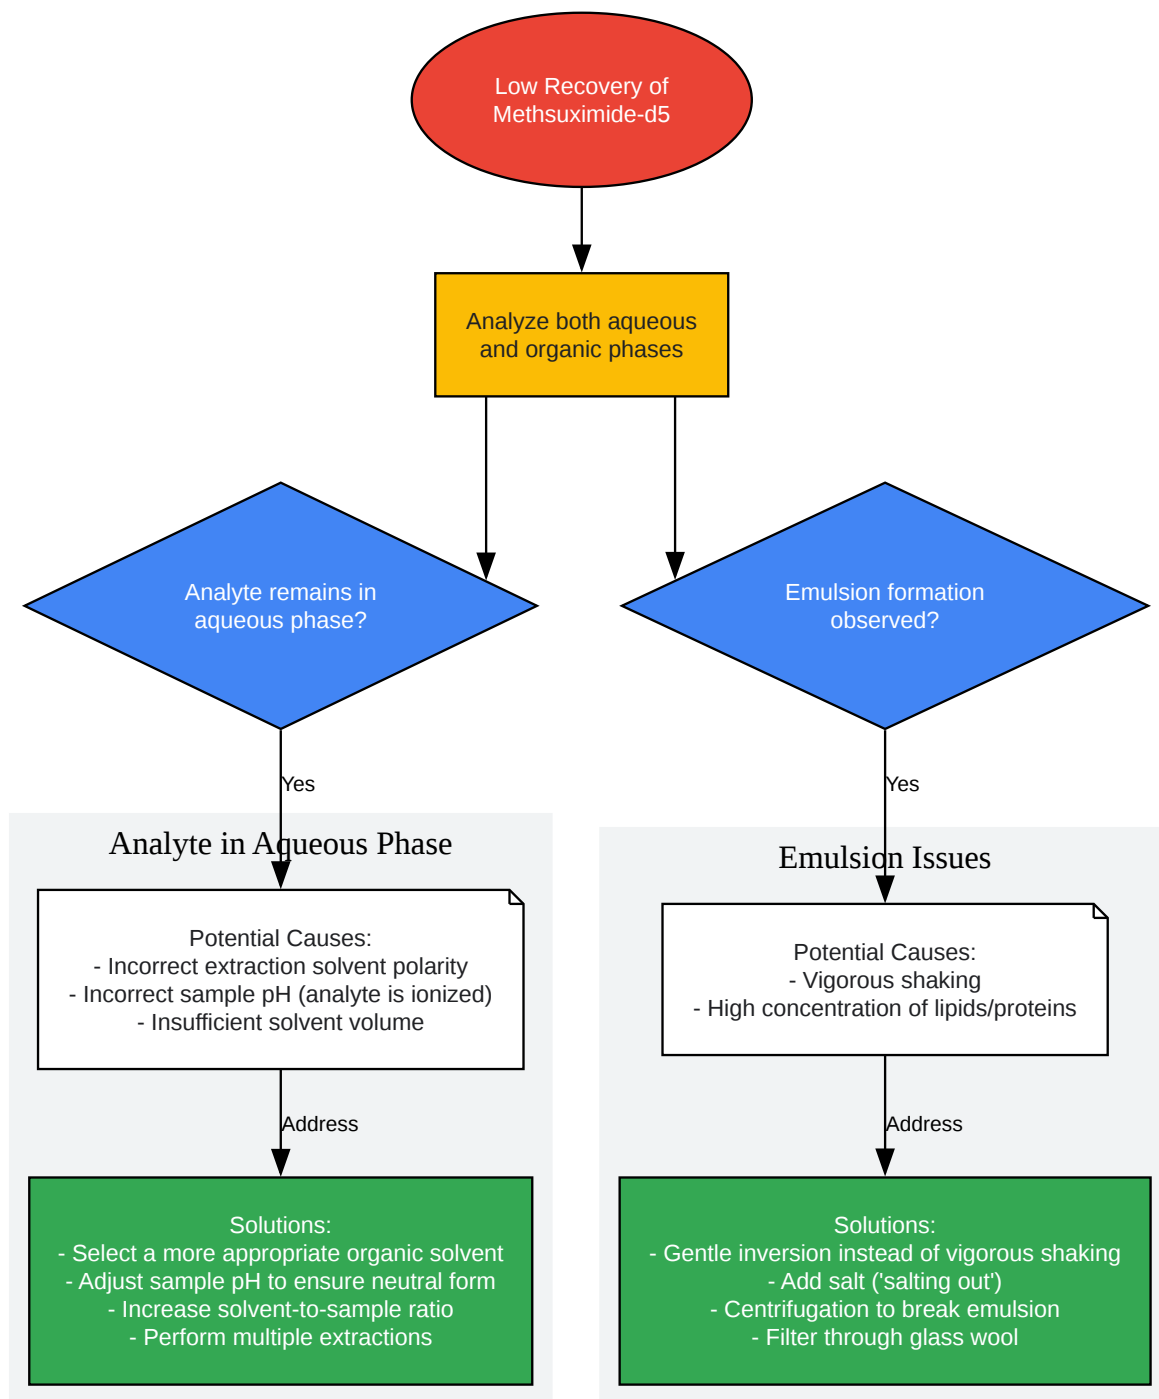 Low Recovery of
Methsuximide-d5
Analyze both aqueous
and organic phases
Analyte remains in
aqueous phase?
Emulsion formation
observed?
Yes
Yes
Analyte in Aqueous Phase
Potential Causes:
- Incorrect extraction solvent polarity
- Incorrect sample pH (analyte is ionized)
- Insufficient solvent volume
Address
Solutions:
- Select a more appropriate organic solvent
- Adjust sample pH to ensure neutral form
- Increase solvent-to-sample ratio
- Perform multiple extractions
Emulsion Issues
Potential Causes:
- Vigorous shaking
- High concentration of lipids/proteins
Address
Solutions:
- Gentle inversion instead of vigorous shaking
- Add salt ('salting out')
- Centrifugation to break emulsion
- Filter through glass wool